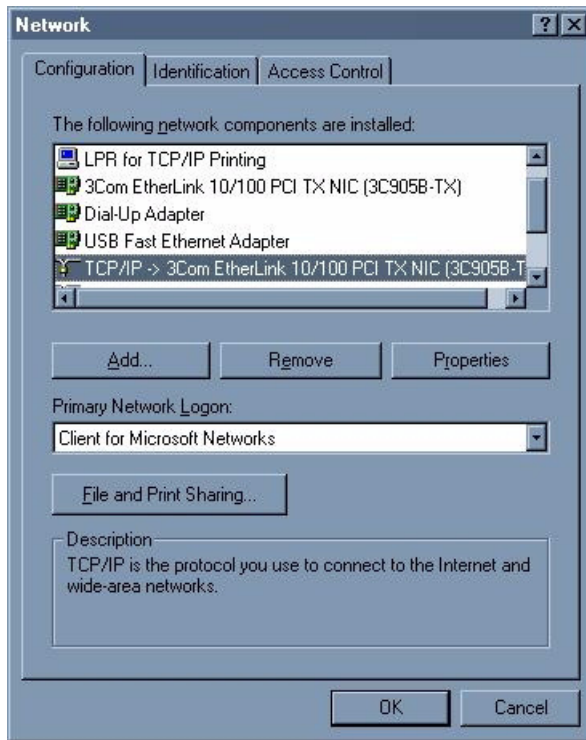 Network
Configuration Identification Access Control
The following network components are installed:
LPR for TCP/IP Printing
3Com EtherLink 10/100 PCI TX NIC (3C905B-TX)
Dial-Up Adapter
USB Fast Ethernet Adapter
TCP/IP -> 3Com EtherLink 10/100 PCI TX NIC (3C905B-T
Add... Remove Properties
Primary Network Logon:
Client for Microsoft Networks
File and Print Sharing...
Description
TCP/IP is the protocol you use to connect to the Internet and
wide-area networks.
OK Cancel